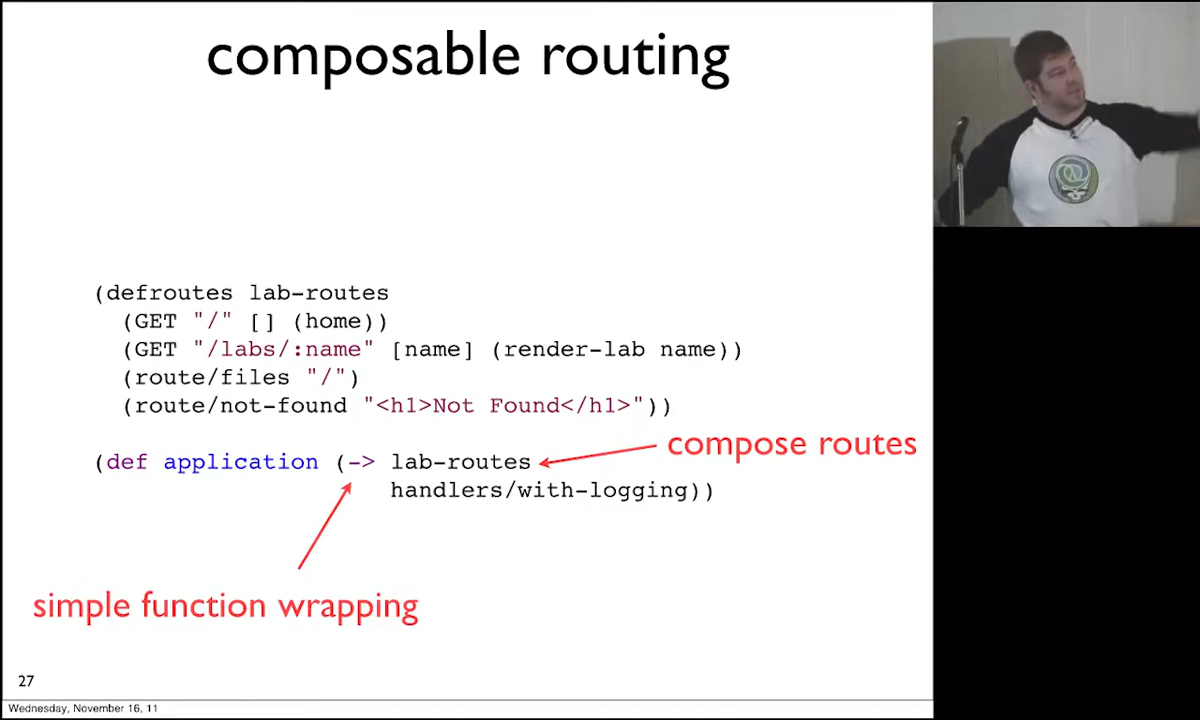 composable routing
(defroutes lab-routes
(GET "/" [] (home))
(GET "/labs/:name" [name] (render-lab name))
(route/files "/")
(route/not-found "<h1>Not Found</h1>"))
compose routes
(def application (-> lab-routes
handlers/with-logging))
simple function wrapping
27
Wednesday, November 16, 11